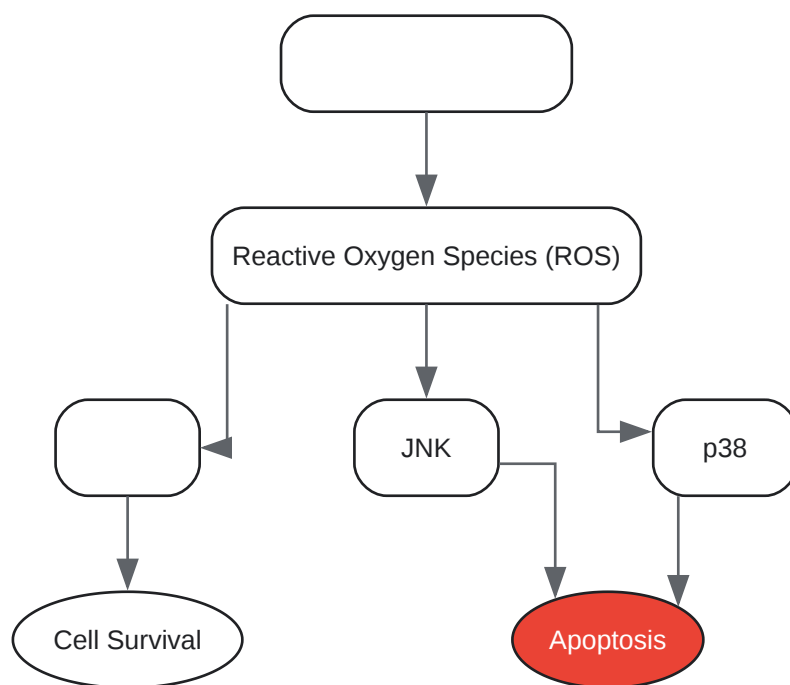 Reactive Oxygen Species (ROS)
JNK
p38
Cell Survival
Apoptosis